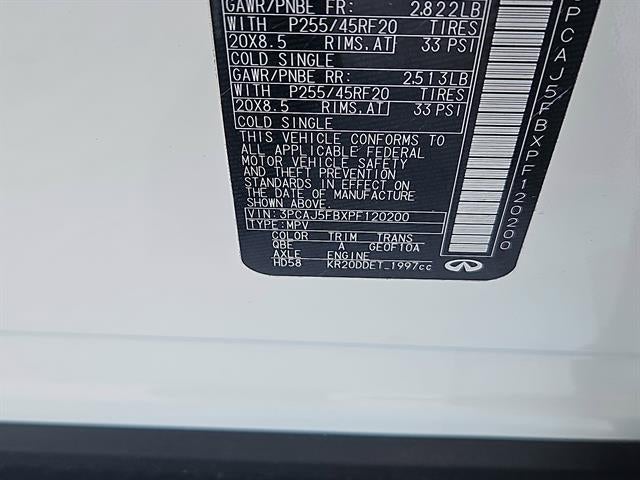 GAWR/PNBE FR: 2,822LB
WITH P255/45RF20 TIRES
20X8.5 RIMS,AT 33 PSI
COLD SINGLE
GAWR/PNBE RR: 2,513LB
WITH P255/45RF20 TIRES
20X8.5 RIMS,AT 33 PSI
COLD SINGLE
THIS VEHICLE CONFORMS TO
ALL APPLICABLE FEDERAL
MOTOR VEHICLE SAFETY
AND THEFT PREVENTION
STANDARDS IN EFFECT ON
THE DATE OF MANUFACTURE
SHOWN ABOVE.
VIN: 3PCAJ5FBXPF120200
TYPE: MPV
COLOR TRIM TRANS
QBE A GE0F10A
AXLE ENGINE
HD58 KR20DDET_1997cc
PCAJ5FBXPF120200